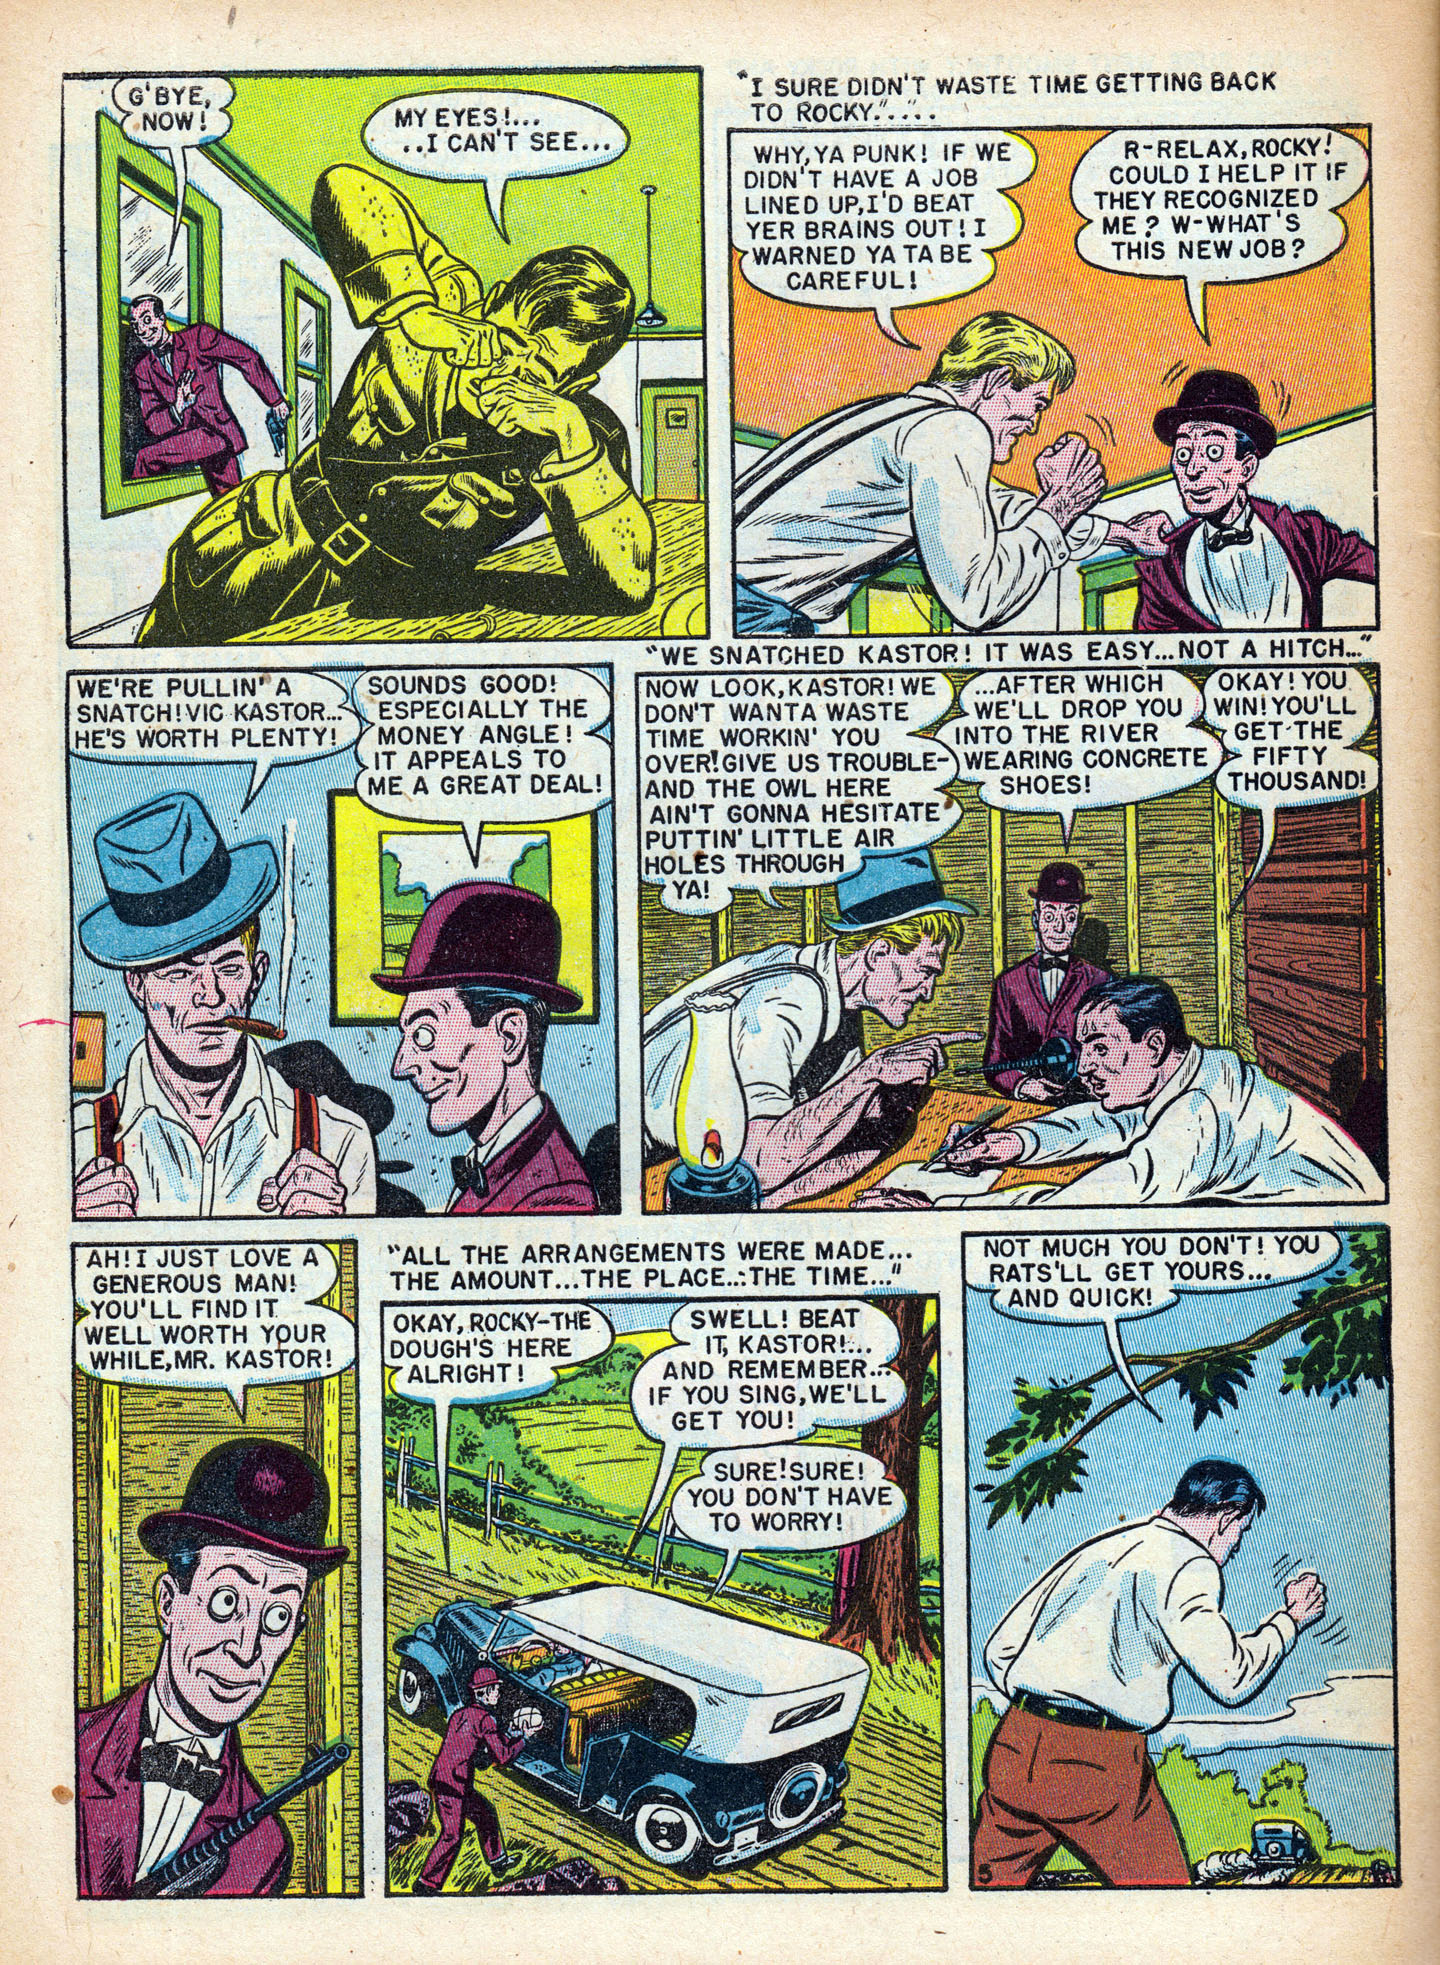 G'BYE,
NOW!
MY EYES!...
..I CAN'T SEE...
"I SURE DIDN'T WASTE TIME GETTING BACK
TO ROCKY."....
WHY, YA PUNK! IF WE
DIDN'T HAVE A JOB
LINED UP, I'D BEAT
YER BRAINS OUT! I
WARNED YA TA BE
CAREFUL!
R-RELAX, ROCKY!
COULD I HELP IT IF
THEY RECOGNIZED
ME? W-WHAT'S
THIS NEW JOB?
WE'RE PULLIN' A
SNATCH! VIC KASTOR...
HE'S WORTH PLENTY!
SOUNDS GOOD!
ESPECIALLY THE
MONEY ANGLE!
IT APPEALS TO
ME A GREAT DEAL!
"WE SNATCHED KASTOR! IT WAS EASY...NOT A HITCH..."
NOW LOOK, KASTOR! WE
DON'T WANTA WASTE
TIME WORKIN' YOU
OVER! GIVE US TROUBLE-
AND THE OWL HERE
AIN'T GONNA HESITATE
PUTTIN' LITTLE AIR
HOLES THROUGH
YA!
...AFTER WHICH
WE'LL DROP YOU
INTO THE RIVER
WEARING CONCRETE
SHOES!
OKAY! YOU
WIN! YOU'LL
GET THE
FIFTY
THOUSAND!
AH! I JUST LOVE A
GENEROUS MAN!
YOU'LL FIND IT
WELL WORTH YOUR
WHILE, MR. KASTOR!
"ALL THE ARRANGEMENTS WERE MADE...
THE AMOUNT...THE PLACE...THE TIME..."
OKAY, ROCKY-THE
DOUGH'S HERE
ALRIGHT!
SWELL! BEAT
IT, KASTOR!...
AND REMEMBER...
IF YOU SING, WE'LL
GET YOU!
SURE! SURE!
YOU DON'T HAVE
TO WORRY!
NOT MUCH YOU DON'T! YOU
RATS'LL GET YOURS...
AND QUICK!
5